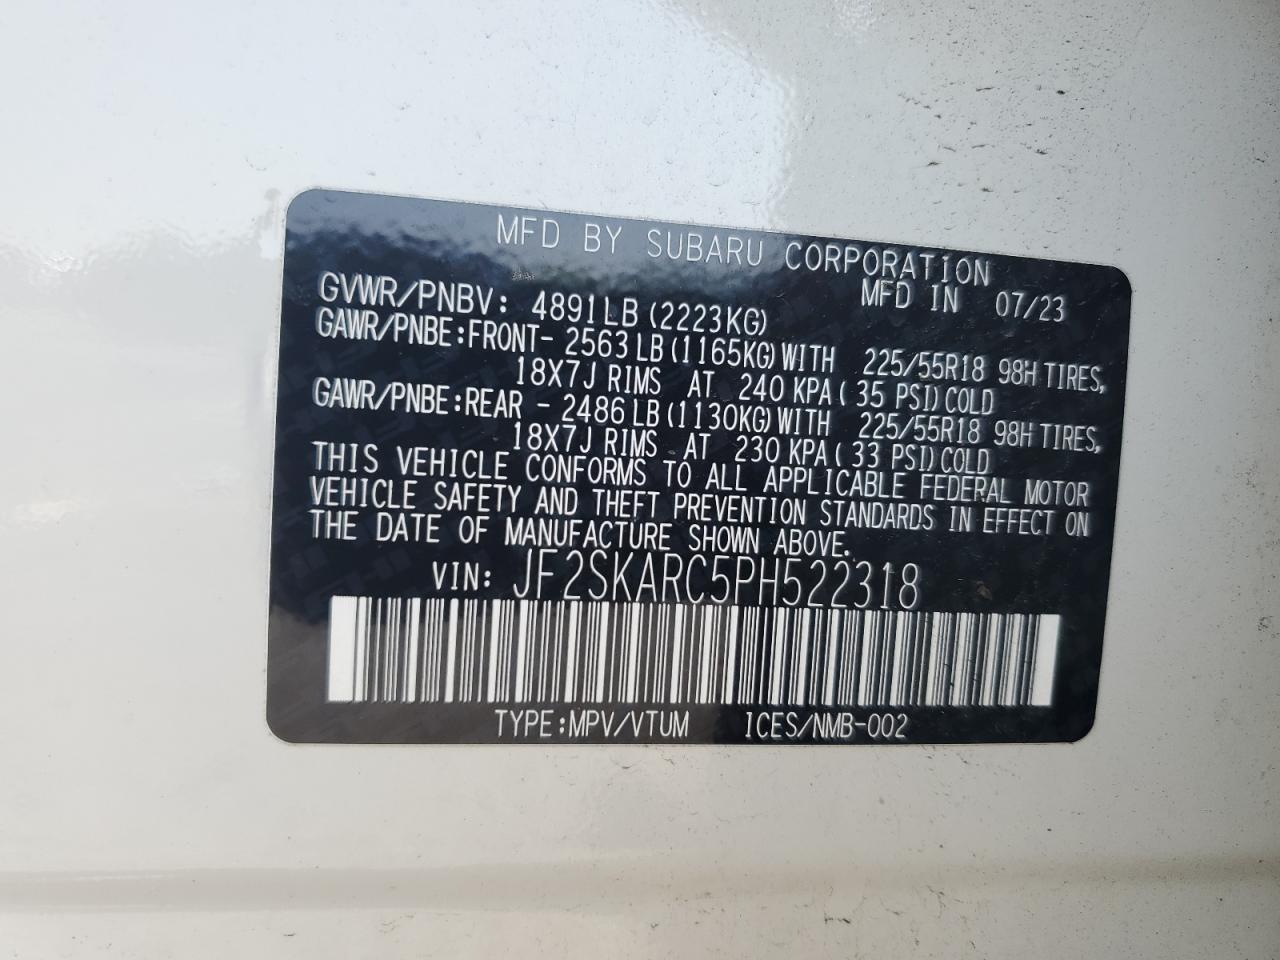 MFD BY SUBARU CORPORATION
MFD IN 07/23
GVWR/PNBV: 4891LB (2223KG)
GAWR/PNBE:FRONT- 2563LB(1165KG)WITH 225/55R18 98H TIRES,
18X7J RIMS AT 240 KPA( 35 PSI)COLD
GAWR/PNBE:REAR - 2486LB(1130KG)WITH 225/55R18 98H TIRES,
18X7J RIMS AT 230 KPA( 33 PSI)COLD
THIS VEHICLE CONFORMS TO ALL APPLICABLE FEDERAL MOTOR
VEHICLE SAFETY AND THEFT PREVENTION STANDARDS IN EFFECT ON
THE DATE OF MANUFACTURE SHOWN ABOVE.
VIN: JF2SKARC5PH522318
TYPE:MPV/VTUM ICES/NMB-002